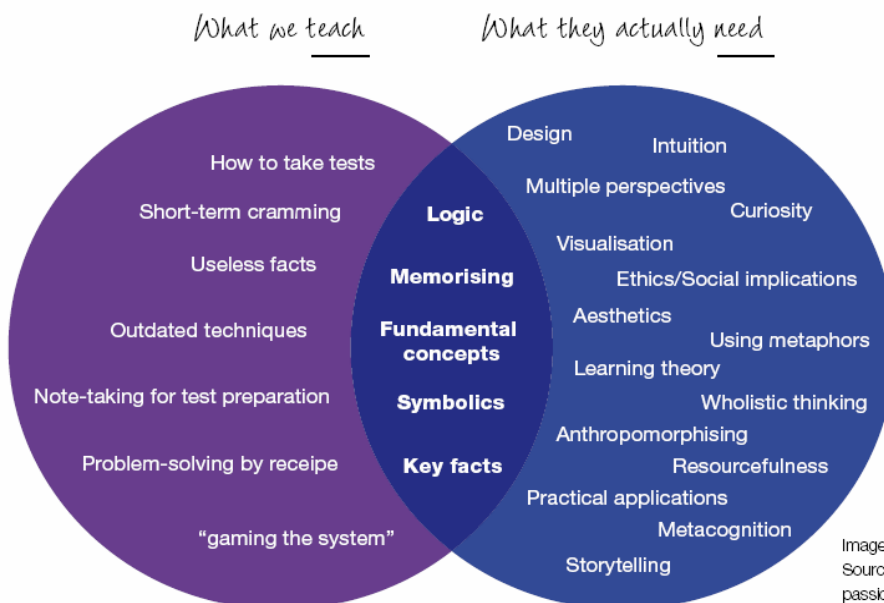 What we teach
What they actually need
How to take tests
Short-term cramming
Useless facts
Outdated techniques
Note-taking for test preparation
Problem-solving by receipe
“gaming the system”
Logic
Memorising
Fundamental
concepts
Symbolics
Key facts
Design
Intuition
Multiple perspectives
Curiosity
Visualisation
Ethics/Social implications
Aesthetics
Using metaphors
Learning theory
Wholistic thinking
Anthropomorphising
Resourcefulness
Practical applications
Metacognition
Storytelling
Image